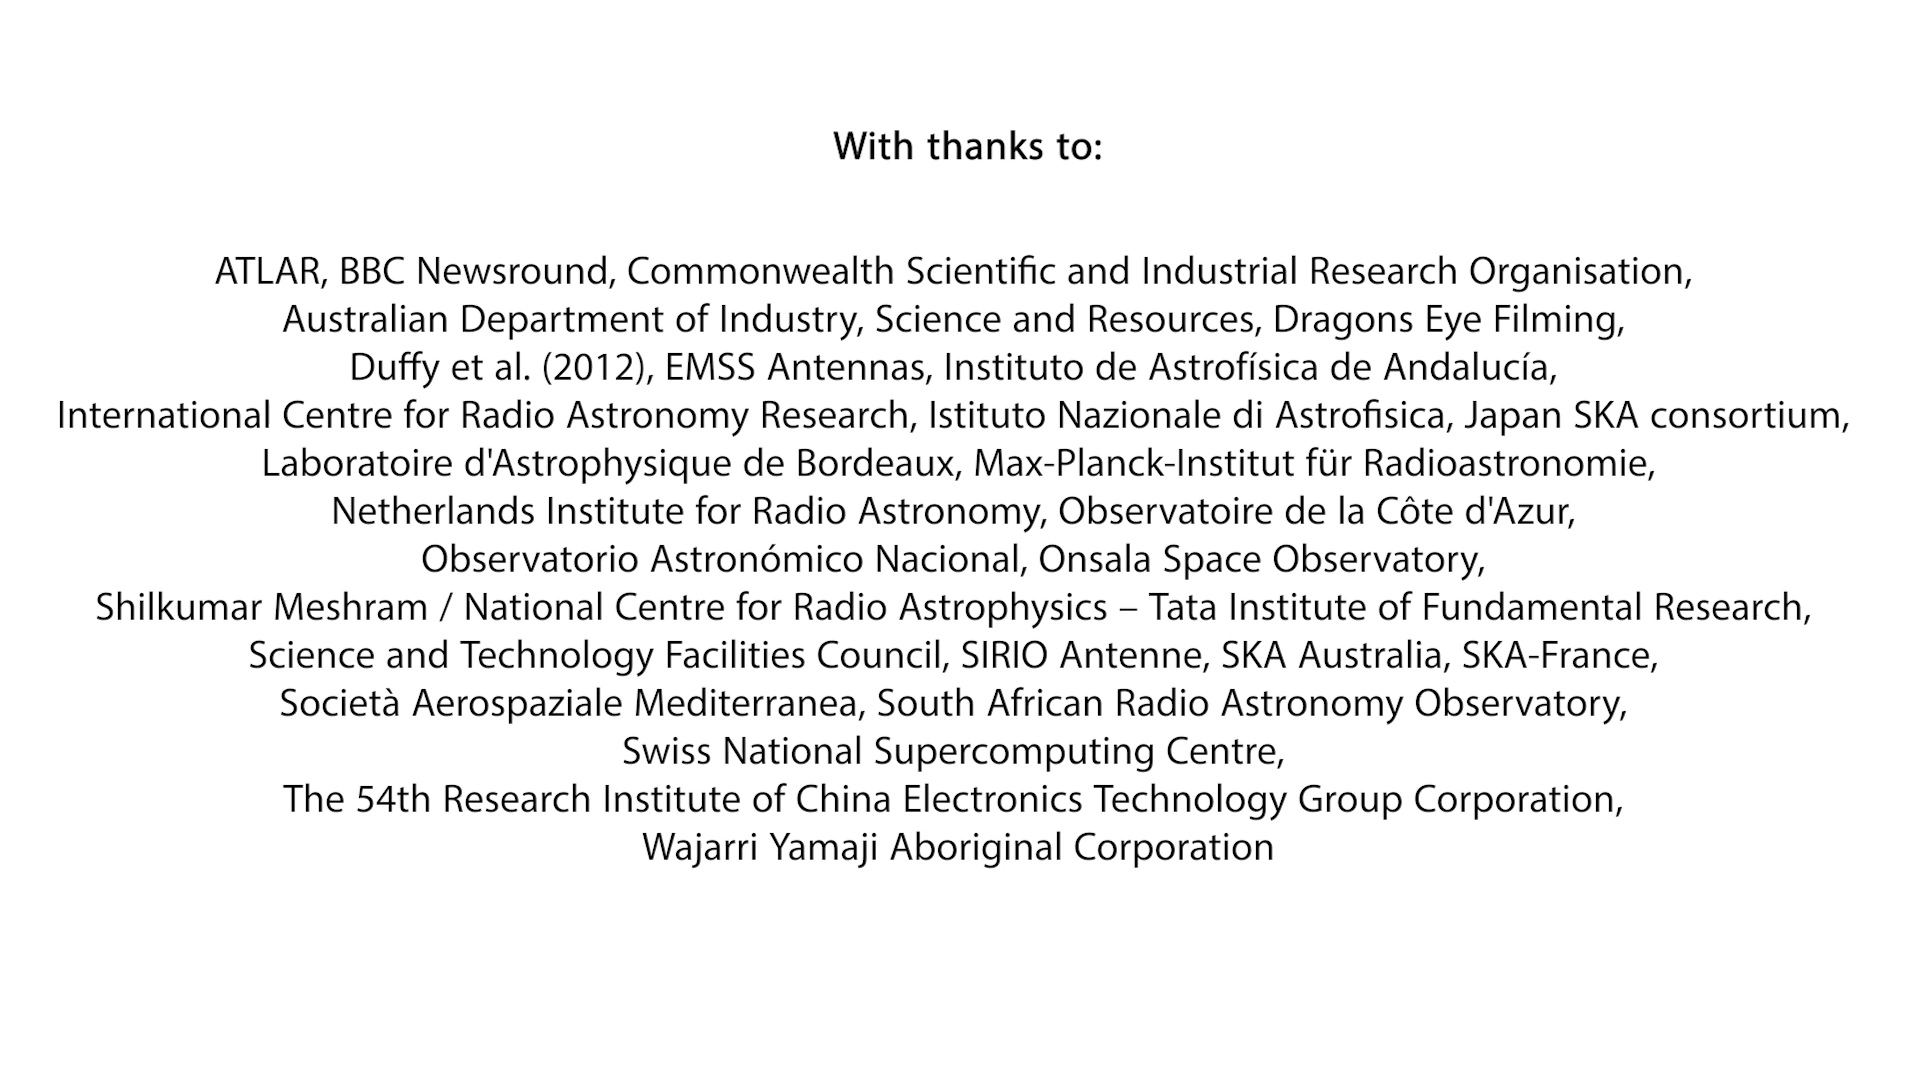 With thanks to:
ATLAR, BBC Newsround, Commonwealth Scientific and Industrial Research Organisation,
Australian Department of Industry, Science and Resources, Dragons Eye Filming,
Duffy et al. (2012), EMSS Antennas, Instituto de Astrofísica de Andalucía,
International Centre for Radio Astronomy Research, Istituto Nazionale di Astrofisica, Japan SKA consortium,
Laboratoire d'Astrophysique de Bordeaux, Max-Planck-Institut für Radioastronomie,
Netherlands Institute for Radio Astronomy, Observatoire de la Côte d'Azur,
Observatorio Astronómico Nacional, Onsala Space Observatory,
Shilkumar Meshram / National Centre for Radio Astrophysics – Tata Institute of Fundamental Research,
Science and Technology Facilities Council, SIRIO Antenne, SKA Australia, SKA-France,
Società Aerospaziale Mediterranea, South African Radio Astronomy Observatory,
Swiss National Supercomputing Centre,
The 54th Research Institute of China Electronics Technology Group Corporation,
Wajarri Yamaji Aboriginal Corporation